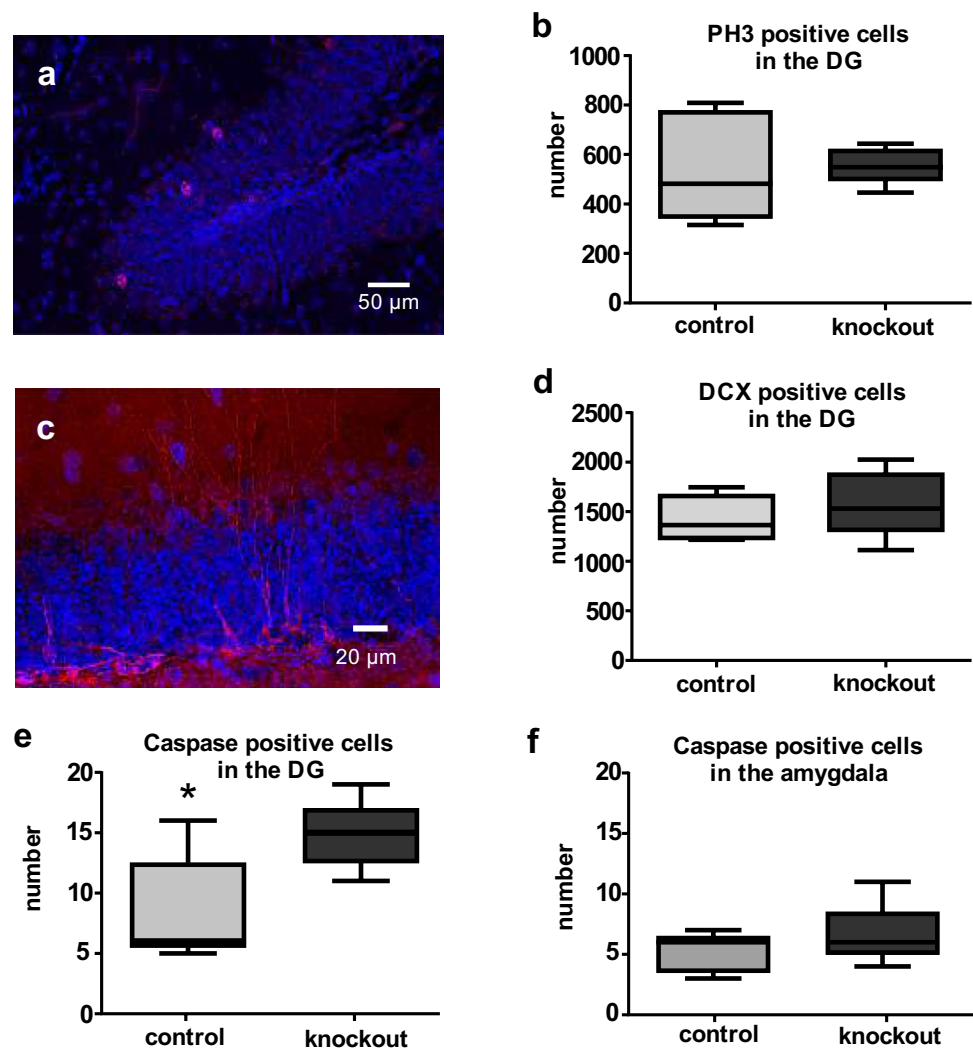 a
50 µm
b
PH3 positive cells
in the DG
number
1000
800
600
400
200
0
control
knockout
c
20 µm
d
DCX positive cells
in the DG
number
2500
2000
1500
1000
500
0
control
knockout
e
Caspase positive cells
in the DG
number
20
15
10
5
0
*
control
knockout
f
Caspase positive cells
in the amygdala
number
20
15
10
5
0
control
knockout